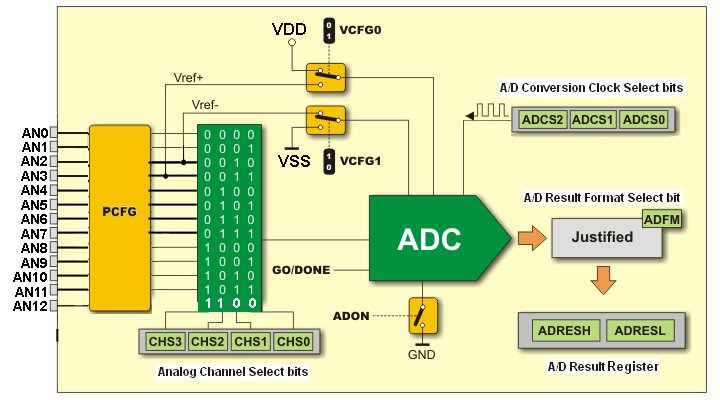 VDD
0
1
VCFG0
Vref+
Vref-
VSS
1
0
VCFG1
A/D Conversion Clock Select bits
ADCS2 ADCS1 ADCS0
AN0
AN1
AN2
AN3
AN4
AN5
AN6
AN7
AN8
AN9
AN10
AN11
AN12
PCFG
0 0 0 0
0 0 0 1
0 0 1 0
0 0 1 1
0 1 0 0
0 1 0 1
0 1 1 0
0 1 1 1
1 0 0 0
1 0 0 1
1 0 1 0
1 0 1 1
1 1 0 0
ADC
GO/DONE
ADON
GND
A/D Result Format Select bit
ADFM
Justified
ADRESH ADRESL
A/D Result Register
CHS3 CHS2 CHS1 CHS0
Analog Channel Select bits